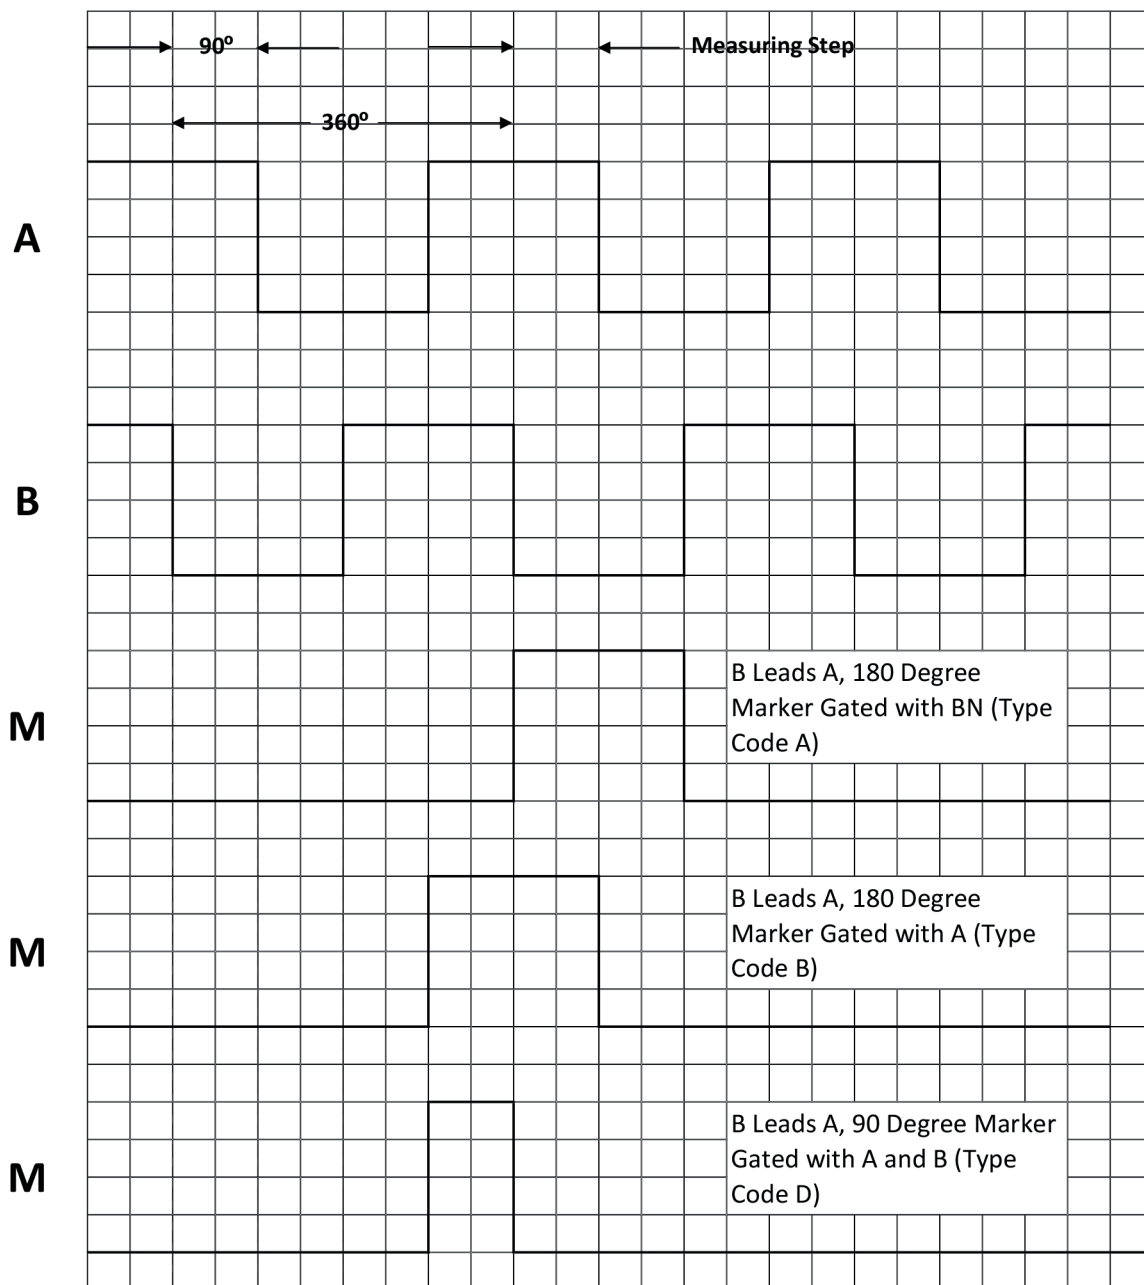 90º
Measuring Step
360º
A
B
M
B Leads A, 180 Degree
Marker Gated with BN (Type
Code A)
M
B Leads A, 180 Degree
Marker Gated with A (Type
Code B)
M
B Leads A, 90 Degree Marker
Gated with A and B (Type
Code D)